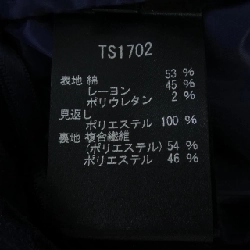 TS1702
表地 綿 53 %
レーヨン 45 %
ポリウレタン 2 %
見返し
ポリエステル 100 %
裏地 複合繊維
(ポリエステル) 54 %
ポリエステル 46 %